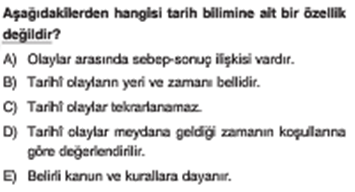 Aşağıdakilerden hangisi tarih bilimine ait bir özellik
değildir?
A) Olaylar arasında sebep-sonuç ilişkisi vardır.
B) Tarihî olayların yeri ve zamanı bellidir.
C) Tarihî olaylar tekrarlanamaz.
D) Tarihî olaylar meydana geldiği zamanın koşullarına
göre değerlendirilir.
E) Belirli kanun ve kurallara dayanır.